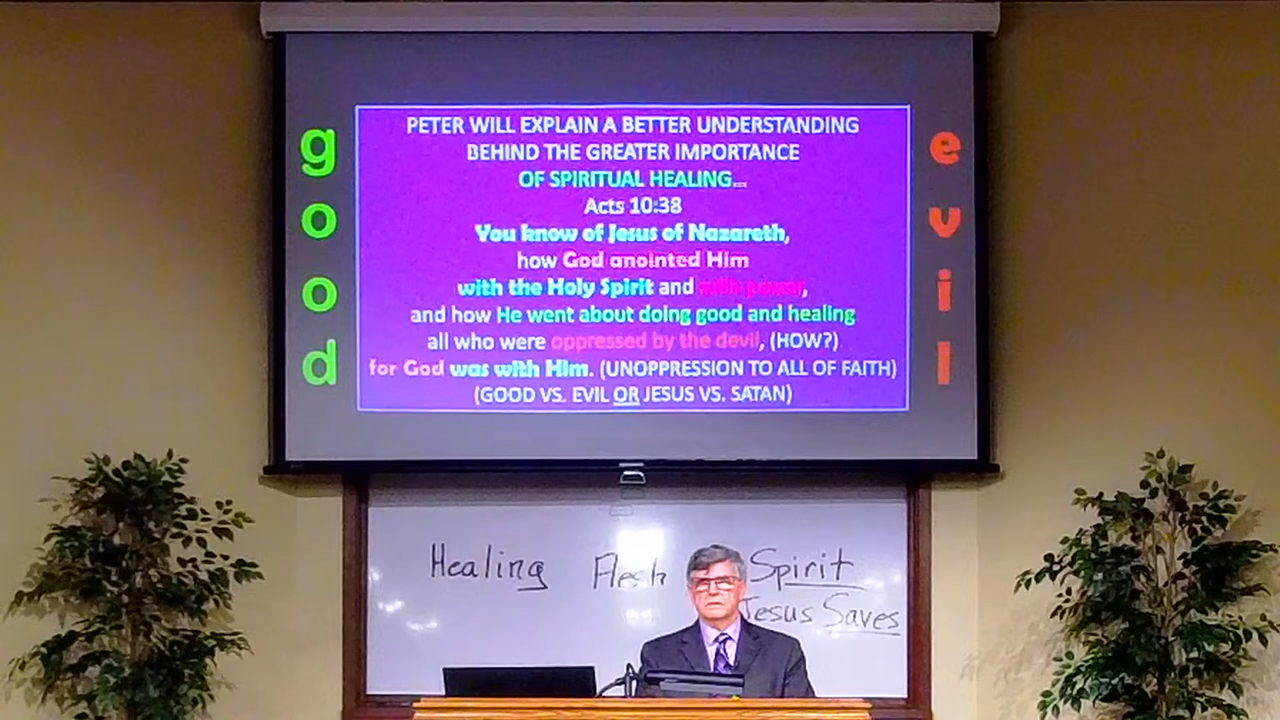 good
PETER WILL EXPLAIN A BETTER UNDERSTANDING
BEHIND THE GREATER IMPORTANCE
OF SPIRITUAL HEALING...
Acts 10:38
You know of Jesus of Nazareth,
how God anointed Him
with the Holy Spirit and with power,
and how He went about doing good and healing
all who were oppressed by the devil, (HOW?)
for God was with Him. (UNOPPRESSION TO ALL OF FAITH)
(GOOD VS. EVIL OR JESUS VS. SATAN)
evil
Healing Flesh Spirit
Jesus Saves